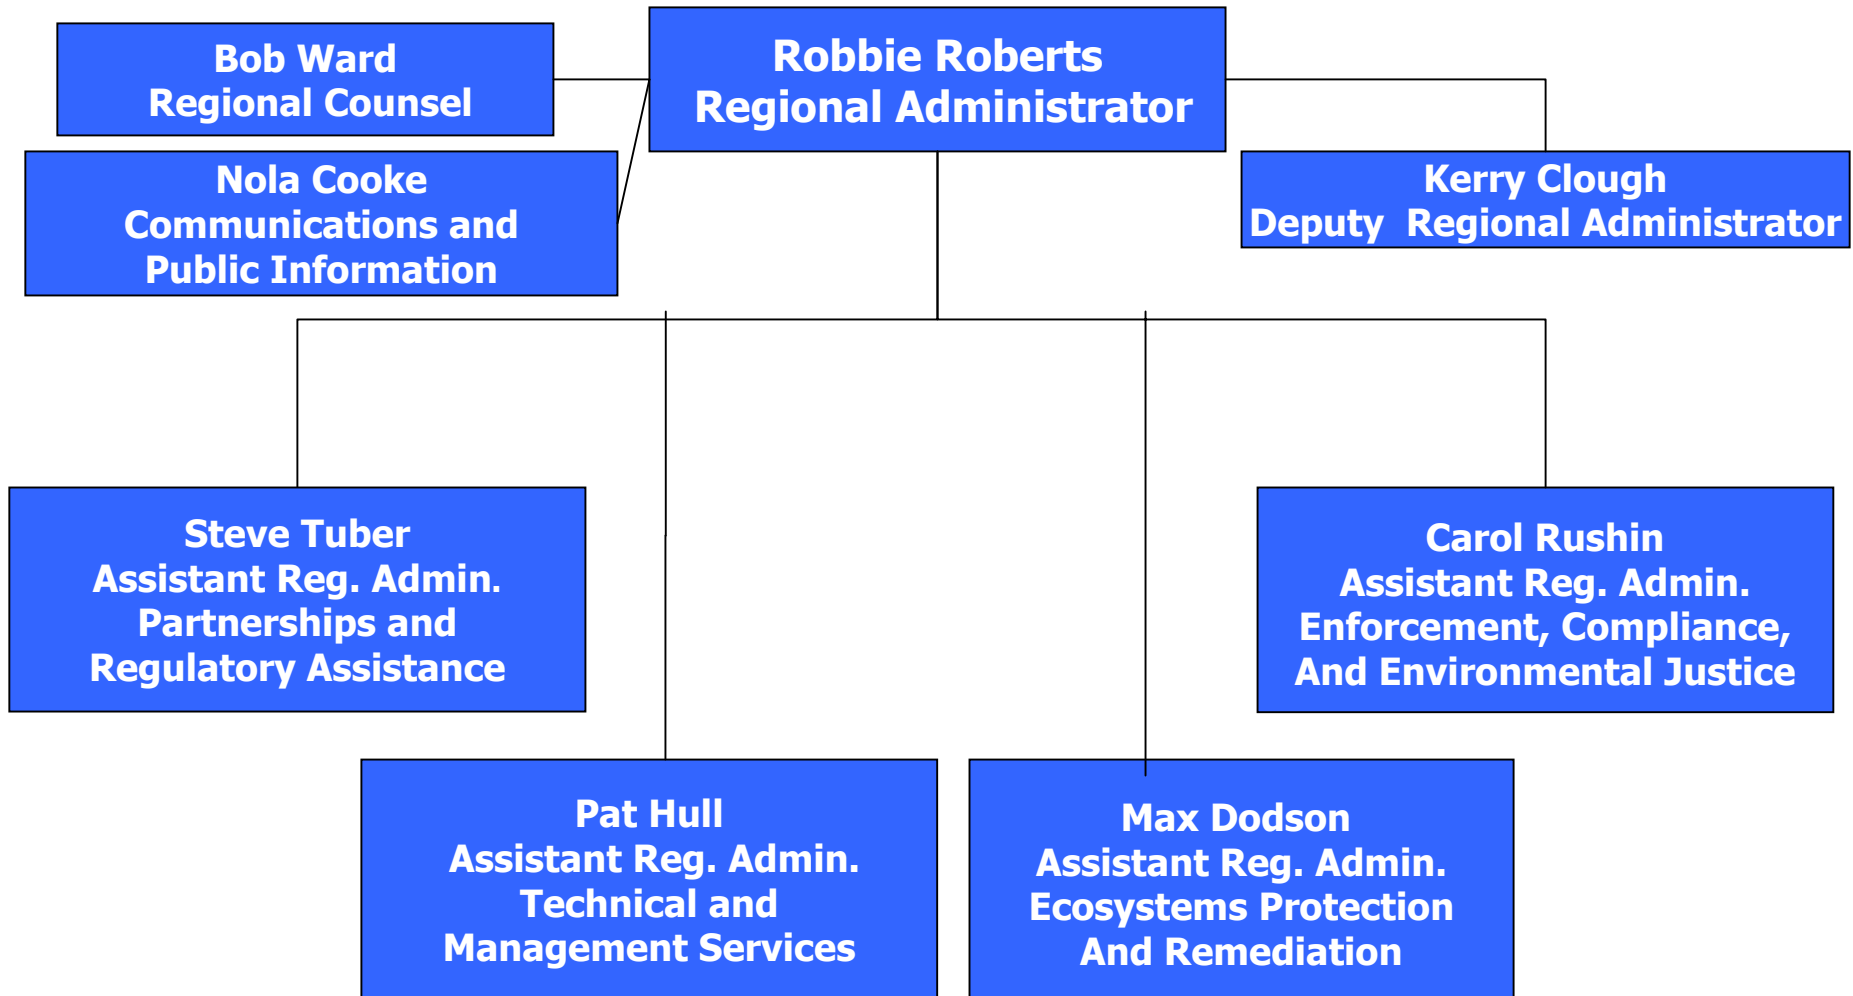 Bob Ward
Regional Counsel
Robbie Roberts
Regional Administrator
Nola Cooke
Communications and
Public Information
Kerry Clough
Deputy  Regional Administrator
Steve Tuber
Assistant Reg. Admin.
Partnerships and
Regulatory Assistance
Carol Rushin
Assistant Reg. Admin.
Enforcement, Compliance,
And Environmental Justice
Pat Hull
Assistant Reg. Admin.
Technical and
Management Services
Max Dodson
Assistant Reg. Admin.
Ecosystems Protection
And Remediation